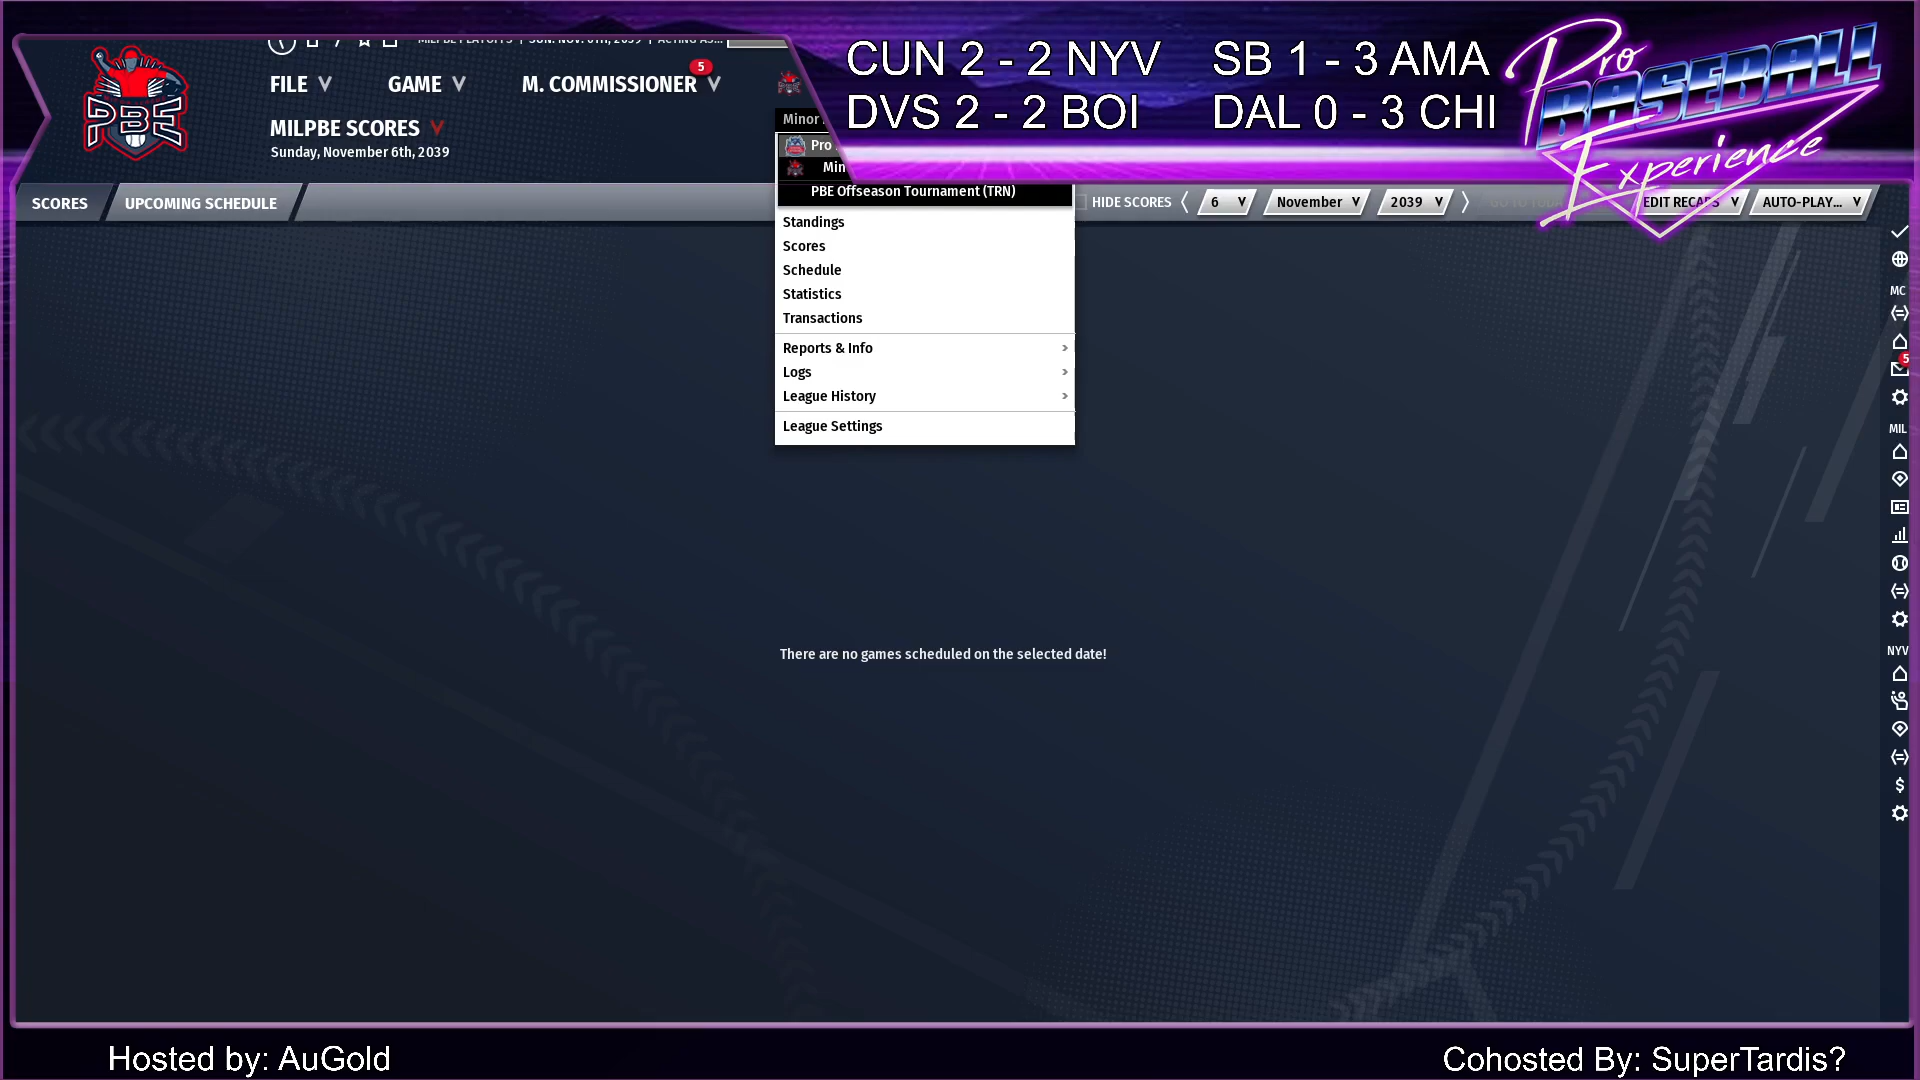 CUN 2 - 2 NYV
SB 1 - 3 AMA
DVS 2 - 2 BOI
DAL 0 - 3 CHI
Pro
BASEBALL
Experience
PBE
FILE
GAME
M. COMMISSIONER
5
MILPBE SCORES
Sunday, November 6th, 2039
Minor
Pro
Min
PBE Offseason Tournament (TRN)
SCORES
UPCOMING SCHEDULE
HIDE SCORES
6
November
2039
EDIT RECAPS
AUTO-PLAY...
Standings
Scores
Schedule
Statistics
Transactions
Reports & Info
Logs
League History
League Settings
There are no games scheduled on the selected date!
MC
5
MIL
NYV
$
Hosted by: AuGold
Cohosted By: SuperTardis?